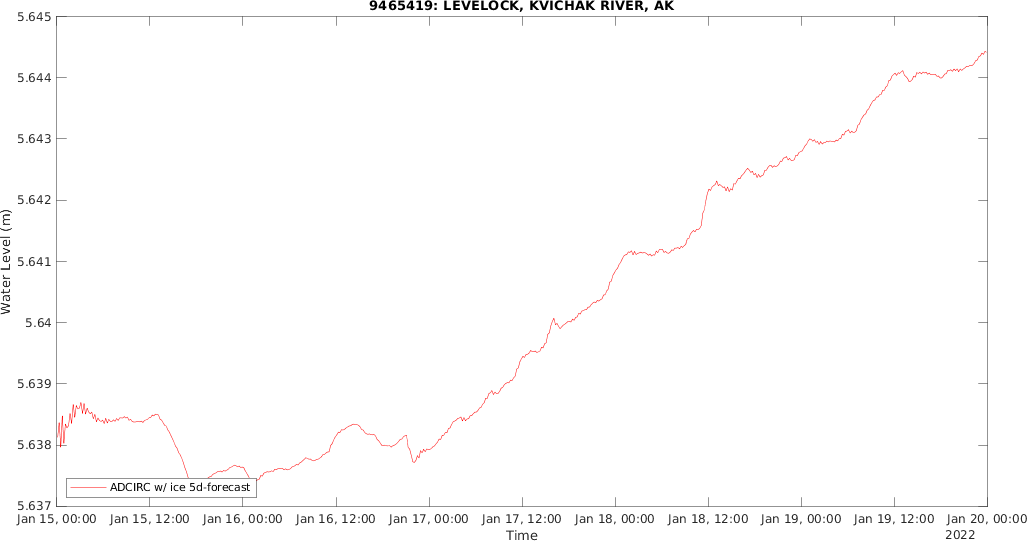 9465419: LEVELOCK, KVICHAK RIVER, AK
5.645
5.644
5.643
5.642
5.641
5.64
5.639
5.638
5.637
Water Level (m)
ADCIRC w/ ice 5d-forecast
Jan 15, 00:00 Jan 15, 12:00 Jan 16, 00:00 Jan 16, 12:00 Jan 17, 00:00 Jan 17, 12:00 Jan 18, 00:00 Jan 18, 12:00 Jan 19, 00:00 Jan 19, 12:00 Jan 20, 00:00
2022
Time